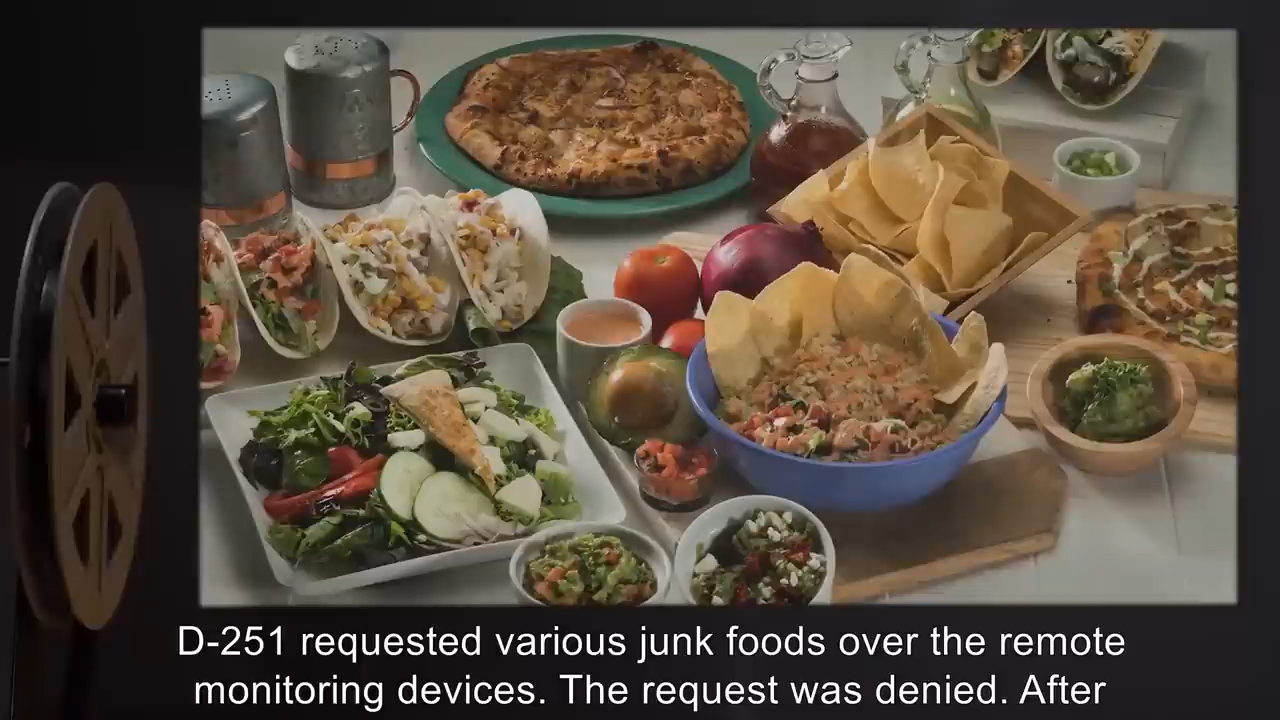 D-251 requested various junk foods over the remote
monitoring devices. The request was denied. After